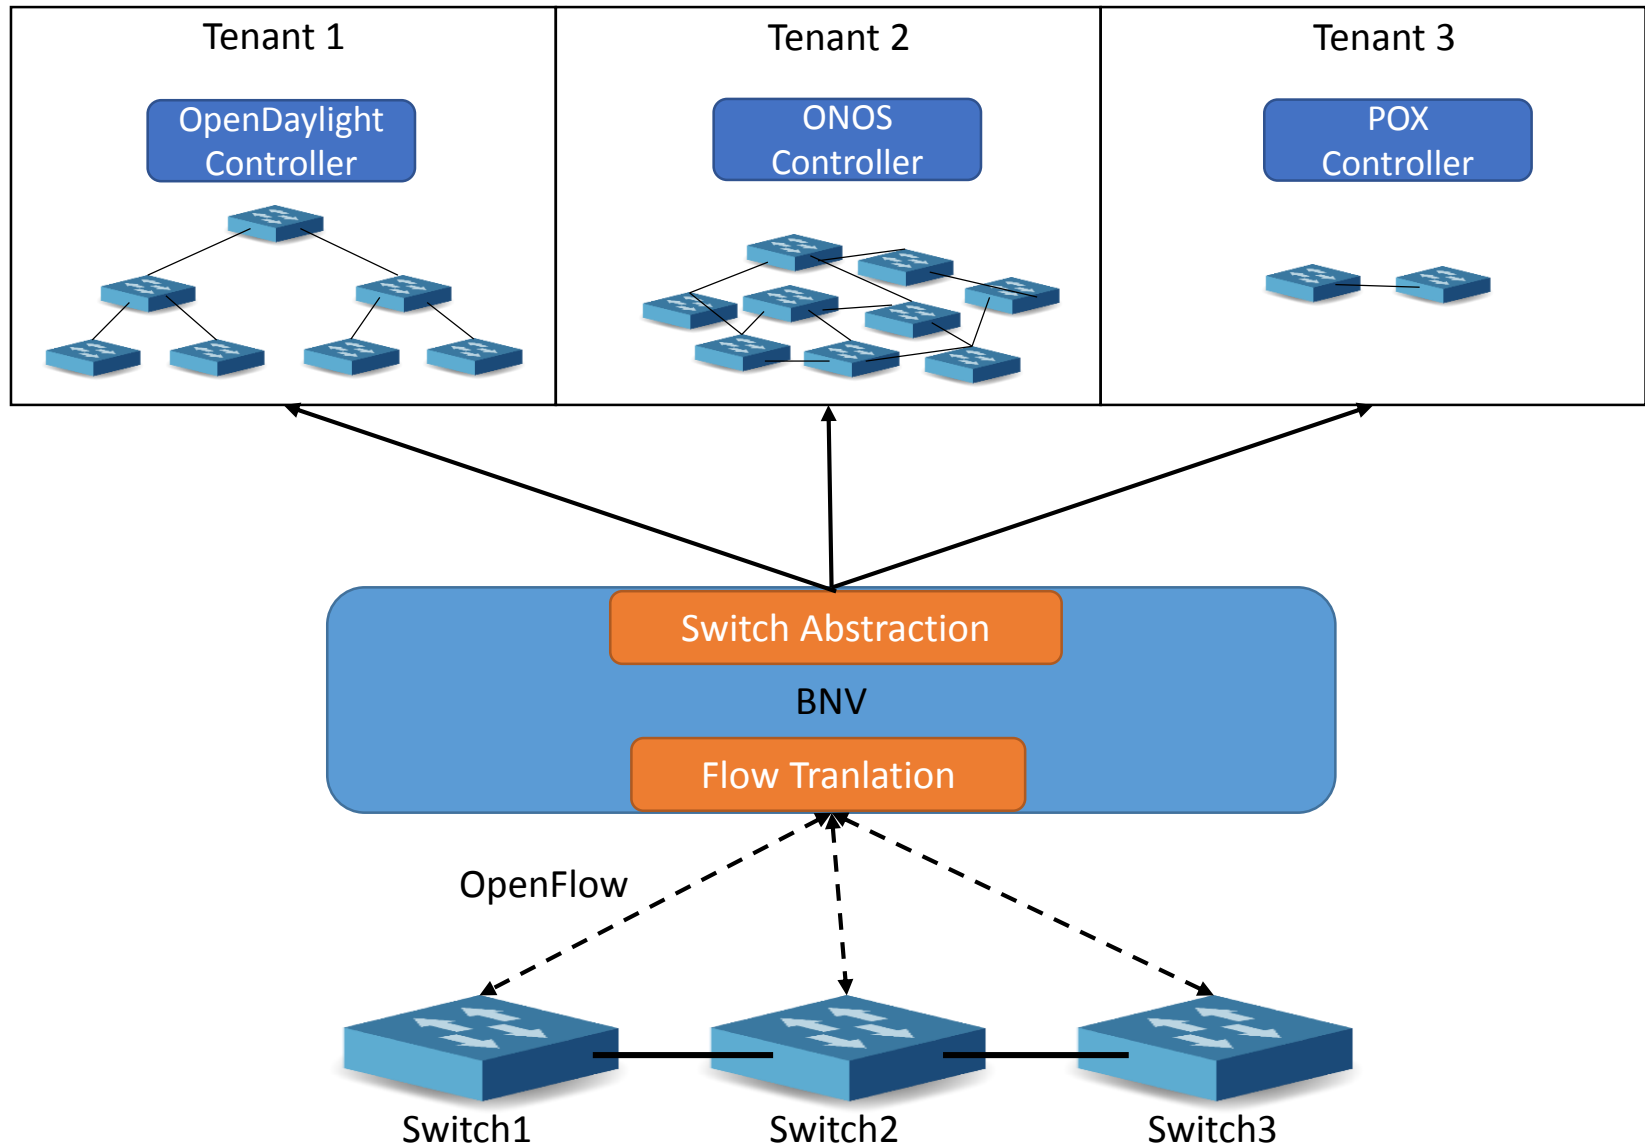 Tenant 1
Tenant 2
Tenant 3
OpenDaylight
Controller
ONOS
Controller
POX
Controller
Switch Abstraction
BNV
Flow Tranlation
OpenFlow
Switch1
Switch2
Switch3